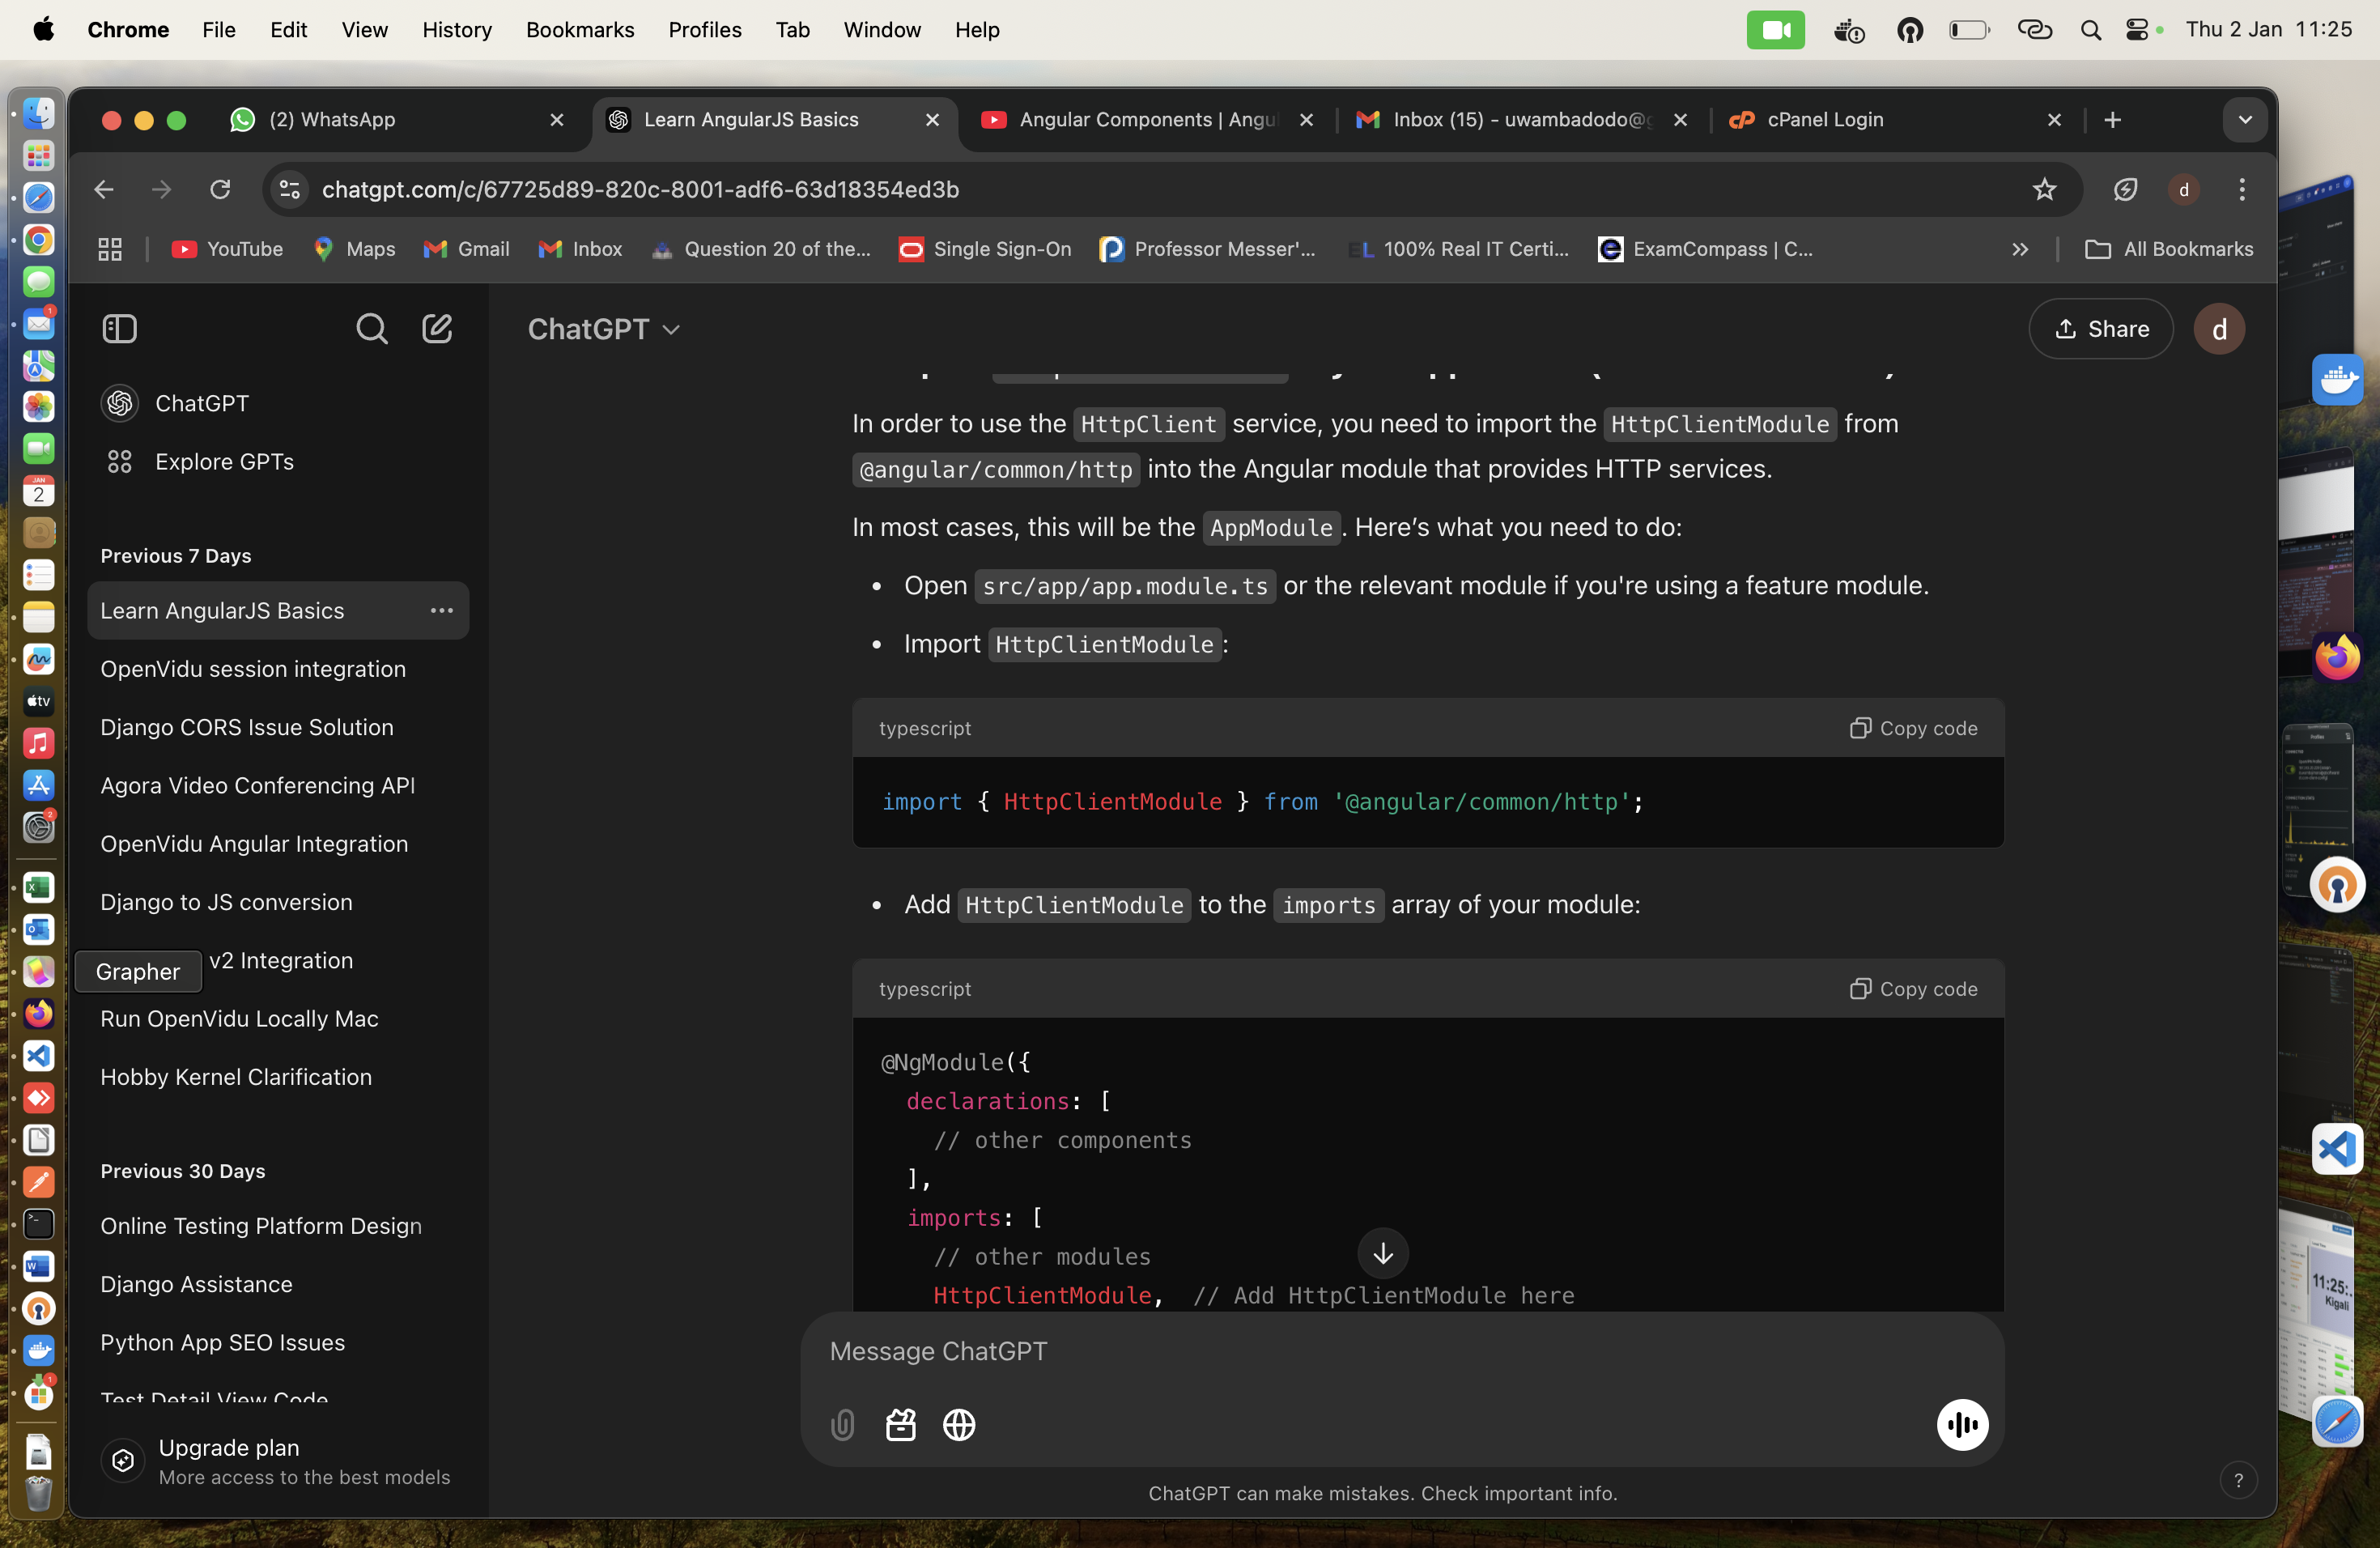 Chrome File Edit View History Bookmarks Profiles Tab Window Help
Thu 2 Jan 11:25
(2) WhatsApp
Learn AngularJS Basics
Angular Components | Angu
Inbox (15) - uwambadodo@g
cPanel Login
chatgpt.com/c/67725d89-820c-8001-adf6-63d18354ed3b
d
YouTube
Maps
Gmail
Inbox
Question 20 of the...
Single Sign-On
Professor Messer'...
100% Real IT Certi...
ExamCompass | C...
All Bookmarks
ChatGPT
Share
d
ChatGPT
Explore GPTs
Previous 7 Days
Learn AngularJS Basics
OpenVidu session integration
Django CORS Issue Solution
Agora Video Conferencing API
OpenVidu Angular Integration
Django to JS conversion
Grapher
v2 Integration
Run OpenVidu Locally Mac
Hobby Kernel Clarification
Previous 30 Days
Online Testing Platform Design
Django Assistance
Python App SEO Issues
Test Detail View Code
Upgrade plan
More access to the best models
In order to use the HttpClient service, you need to import the HttpClientModule from
@angular/common/http into the Angular module that provides HTTP services.
In most cases, this will be the AppModule. Here’s what you need to do:
• Open src/app/app.module.ts or the relevant module if you're using a feature module.
• Import HttpClientModule:
typescript
Copy code
import { HttpClientModule } from '@angular/common/http';
• Add HttpClientModule to the imports array of your module:
typescript
Copy code
@NgModule({
declarations: [
// other components
],
imports: [
// other modules
HttpClientModule, // Add HttpClientModule here
Message ChatGPT
ChatGPT can make mistakes. Check important info.
?
JAN
2
tv
11:25:
Kigali